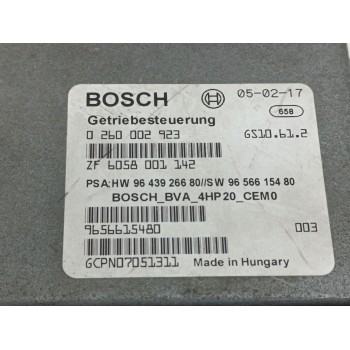 BOSCH 05-02-17
658
Getriebesteuerung
0 260 002 923 GS10.61.2
ZF 6058 001 142
PSA:HW 96 439 266 80//SW 96 566 154 80
BOSCH_BVA_4HP20_CEM0
9656615480 003
GCPN07051311 Made in Hungary